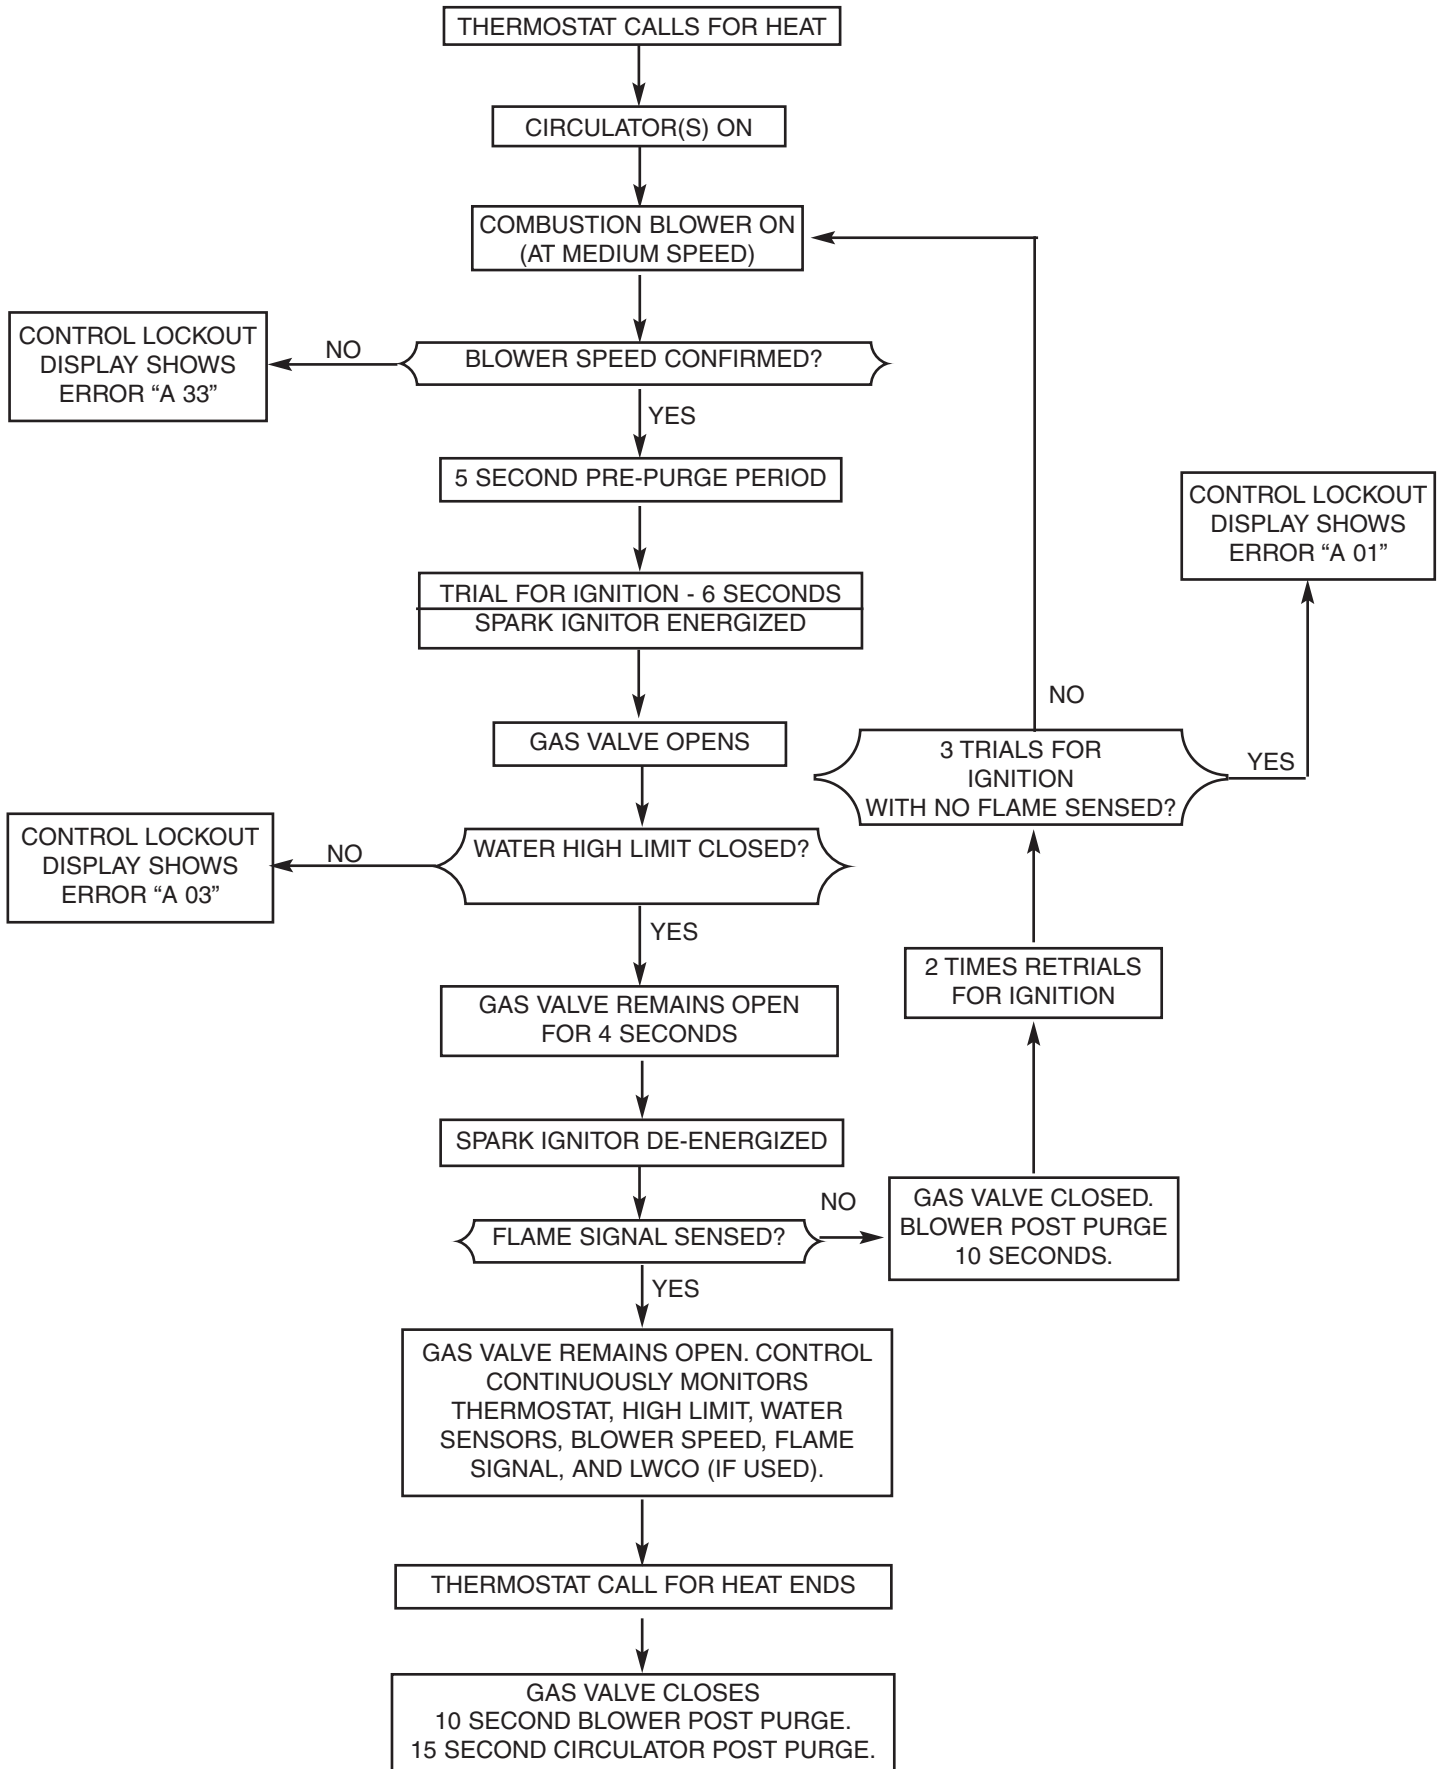 THERMOSTAT CALLS FOR HEAT
CIRCULATOR(S) ON
COMBUSTION BLOWER ON
(AT MEDIUM SPEED)
BLOWER SPEED CONFIRMED?
NO
CONTROL LOCKOUT
DISPLAY SHOWS
ERROR “A 33”
YES
5 SECOND PRE-PURGE PERIOD
TRIAL FOR IGNITION - 6 SECONDS
SPARK IGNITOR ENERGIZED
GAS VALVE OPENS
WATER HIGH LIMIT CLOSED?
NO
CONTROL LOCKOUT
DISPLAY SHOWS
ERROR “A 03”
YES
GAS VALVE REMAINS OPEN
FOR 4 SECONDS
SPARK IGNITOR DE-ENERGIZED
FLAME SIGNAL SENSED?
NO
GAS VALVE CLOSED.
BLOWER POST PURGE
10 SECONDS.
2 TIMES RETRIALS
FOR IGNITION
3 TRIALS FOR
IGNITION
WITH NO FLAME SENSED?
NO
YES
CONTROL LOCKOUT
DISPLAY SHOWS
ERROR “A 01”
YES
GAS VALVE REMAINS OPEN. CONTROL
CONTINUOUSLY MONITORS
THERMOSTAT, HIGH LIMIT, WATER
SENSORS, BLOWER SPEED, FLAME
SIGNAL, AND LWCO (IF USED).
THERMOSTAT CALL FOR HEAT ENDS
GAS VALVE CLOSES
10 SECOND BLOWER POST PURGE.
15 SECOND CIRCULATOR POST PURGE.